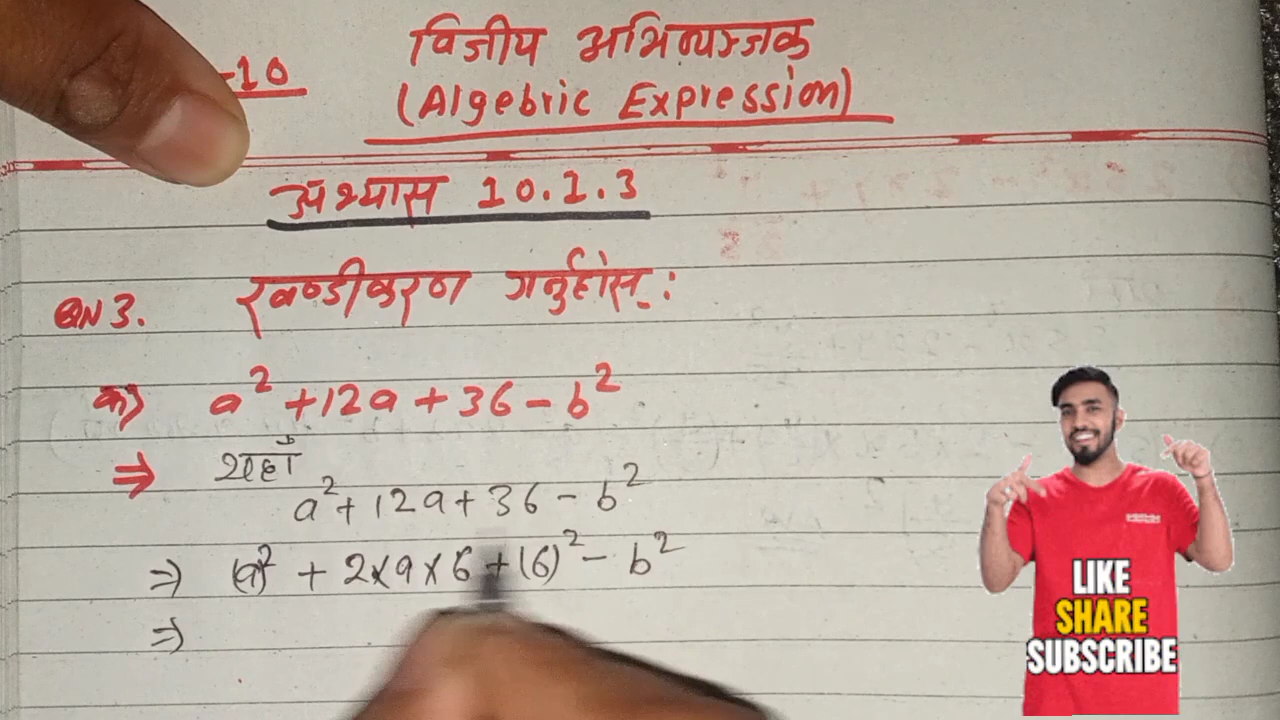 -10
विजीय अभिव्यञ्जक
(Algebric Expression)
अभ्यास 10.1.3
QN 3. खण्डीकरण गर्नुहोस् :
क) a² + 12a + 36 - b²
⇒ यहाँ
a² + 12a + 36 - b²
⇒ (a)² + 2×a×6 + (6)² - b²
⇒
LIKE
SHARE
SUBSCRIBE